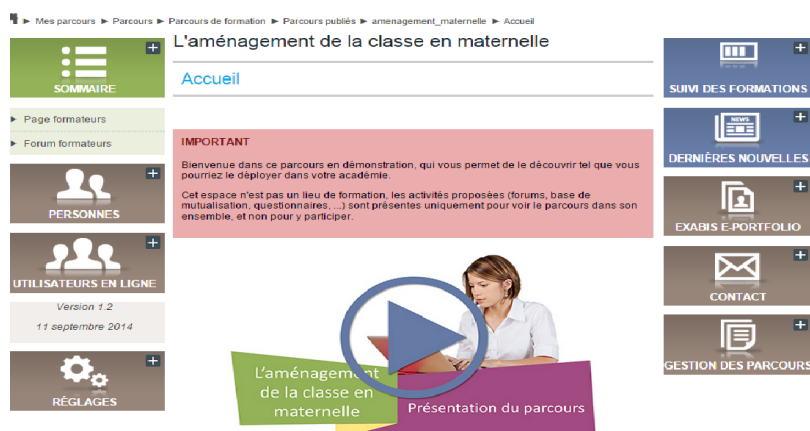 ► Mes parcours ► Parcours ► Parcours de formation ► Parcours publiés ► amenagement_maternelle ► Accueil
L'aménagement de la classe en maternelle
Accueil
SOMMAIRE
► Page formateurs
► Forum formateurs
PERSONNES
UTILISATEURS EN LIGNE
Version 1.2
11 septembre 2014
RÉGLAGES
IMPORTANT
Bienvenue dans ce parcours en démonstration, qui vous permet de le découvrir tel que vous
pourriez le déployer dans votre académie.
Cet espace n'est pas un lieu de formation, les activités proposées (forums, base de
mutualisation, questionnaires, ...) sont présentes uniquement pour voir le parcours dans son
ensemble, et non pour y participer.
L'aménagement
de la classe en
maternelle
Présentation du parcours
SUIVI DES FORMATIONS
NEWS
DERNIÈRES NOUVELLES
EXABIS E-PORTFOLIO
CONTACT
GESTION DES PARCOURS